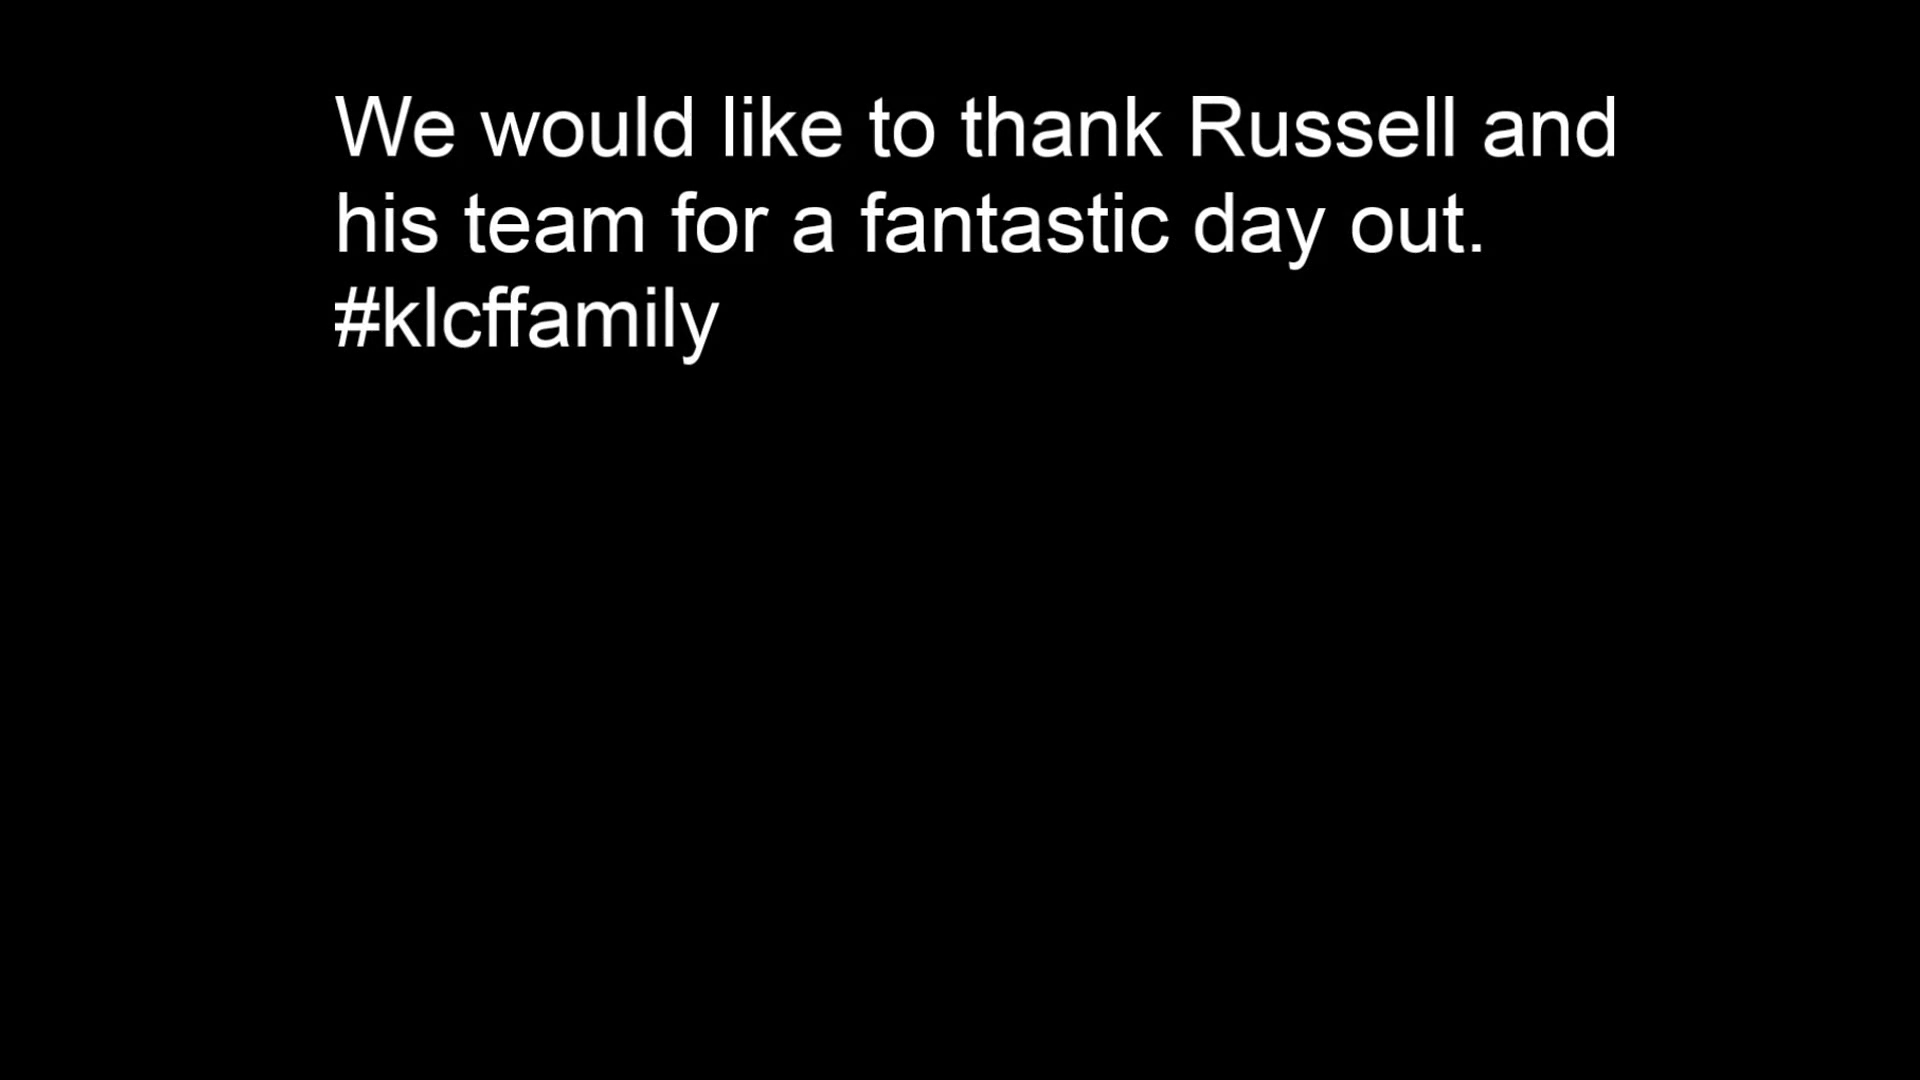 We would like to thank Russell and
his team for a fantastic day out.
#klcffamily